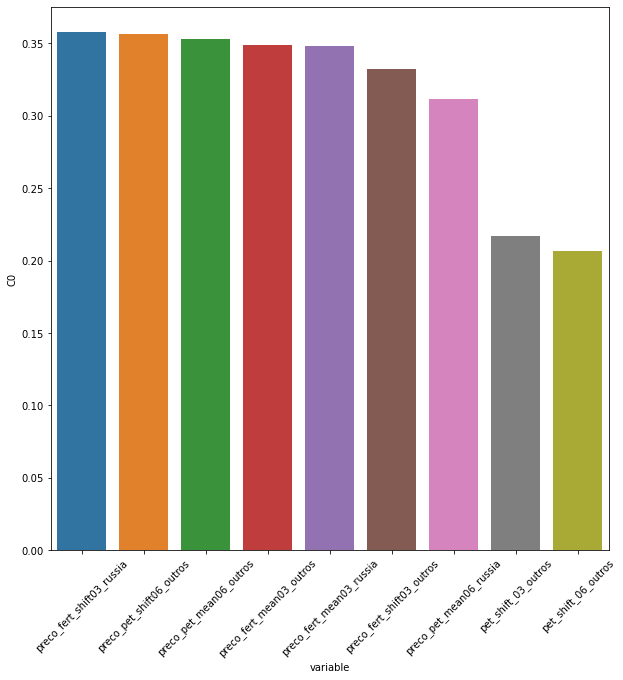 0.35
0.30
0.25
0.20
0.15
0.10
0.05
0.00
C0
preco_fert_shift03_russia
preco_pet_shift06_outros
preco_pet_mean06_outros
preco_fert_mean03_outros
preco_fert_mean03_russia
preco_fert_shift03_outros
preco_pet_mean06_russia
pet_shift_03_outros
pet_shift_06_outros
variable